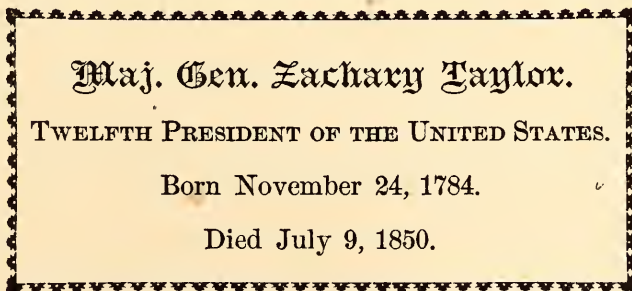 Maj. Gen. Zachary Taylor.
Twelfth President of the United States.
Born November 24, 1784.
Died July 9, 1850.